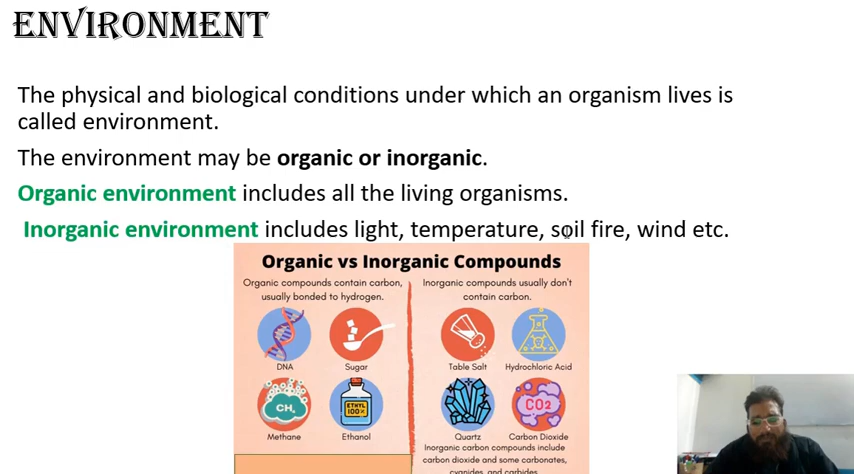 ENVIRONMENT
The physical and biological conditions under which an organism lives is
called environment.
The environment may be organic or inorganic.
Organic environment includes all the living organisms.
Inorganic environment includes light, temperature, soil fire, wind etc.
Organic vs Inorganic Compounds
Organic compounds contain carbon,
usually bonded to hydrogen.
Inorganic compounds usually don't
contain carbon.
DNA
Sugar
Table Salt
Hydrochloric Acid
CH₄
ETHYL
100%
CO2
Methane
Ethanol
Quartz
Carbon Dioxide
Inorganic carbon compounds include
carbon dioxide and some carbonates,
cyanides, and carbides.